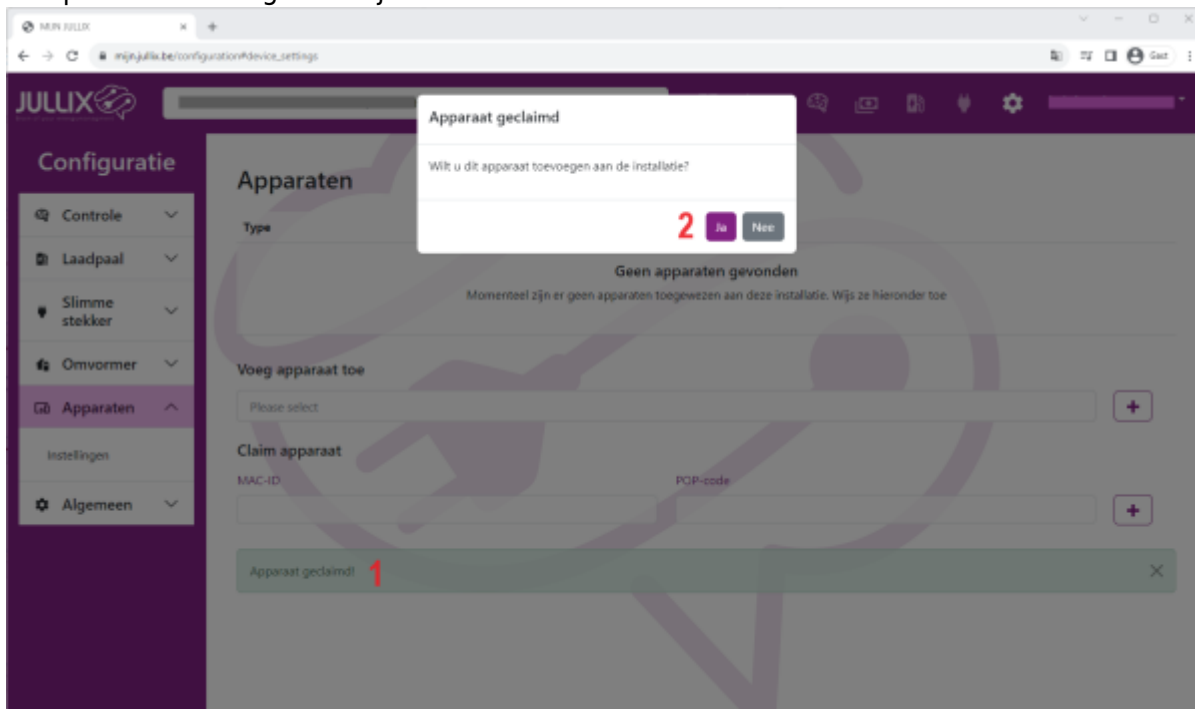 MIJN JULLIX
mijn.jullix.be/configuration#device_settings
Gast
JULLIX
Apparaat geclaimd
Wilt u dit apparaat toevoegen aan de installatie?
2 Ja Nee
Configuratie
Controle
Laadpaal
Slimme
stekker
Omvormer
Apparaten
Instellingen
Algemeen
Apparaten
Type
Geen apparaten gevonden
Momenteel zijn er geen apparaten toegewezen aan deze installatie. Wijs ze hieronder toe
Voeg apparaat toe
Please select
Claim apparaat
MAC-ID POP-code
Apparaat geclaimd! 1